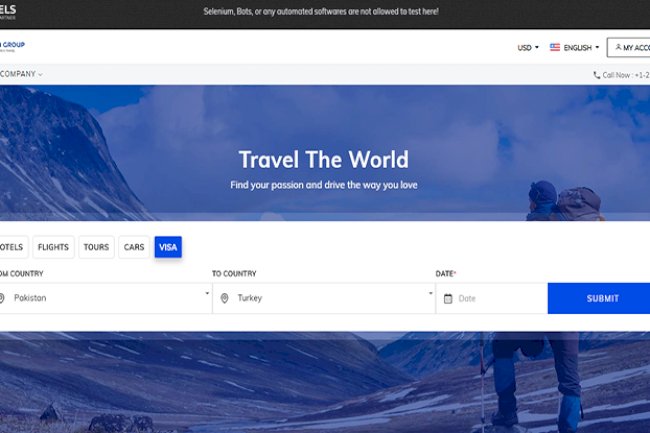 ELS
Selenium, Bots, or any automated softwares are not allowed to test here!
PARTNER
GROUP
USD
ENGLISH
MY ACCO
COMPANY
Call Now : +1-2
Travel The World
Find your passion and drive the way you love
OTELS FLIGHTS TOURS CARS VISA
OM COUNTRY TO COUNTRY DATE*
Pakistan Turkey Date SUBMIT